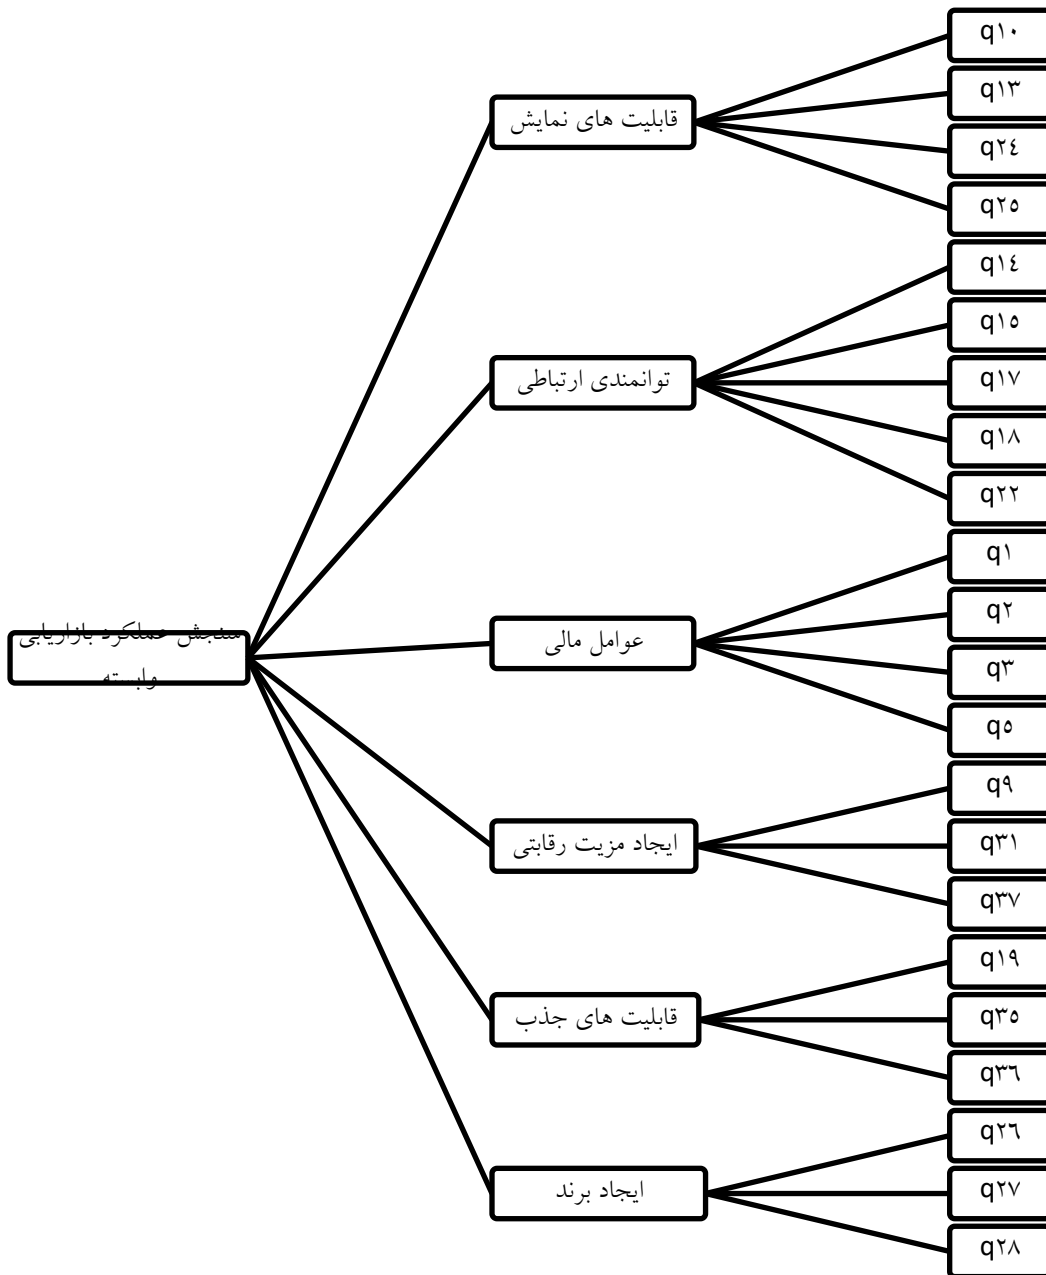 سنجش عملکرد بازاریابی
وابسته
قابلیت های نمایش
q۱۰
q۱۳
q۲٤
q۲٥
توانمندی ارتباطی
q۱٤
q۱٥
q۱۷
q۱۸
q۲۲
عوامل مالی
q۱
q۲
q۳
q٥
ایجاد مزیت رقابتی
q۹
q۳۱
q۳۷
قابلیت های جذب
q۱۹
q۳٥
q۳٦
ایجاد برند
q۲٦
q۲۷
q۲۸